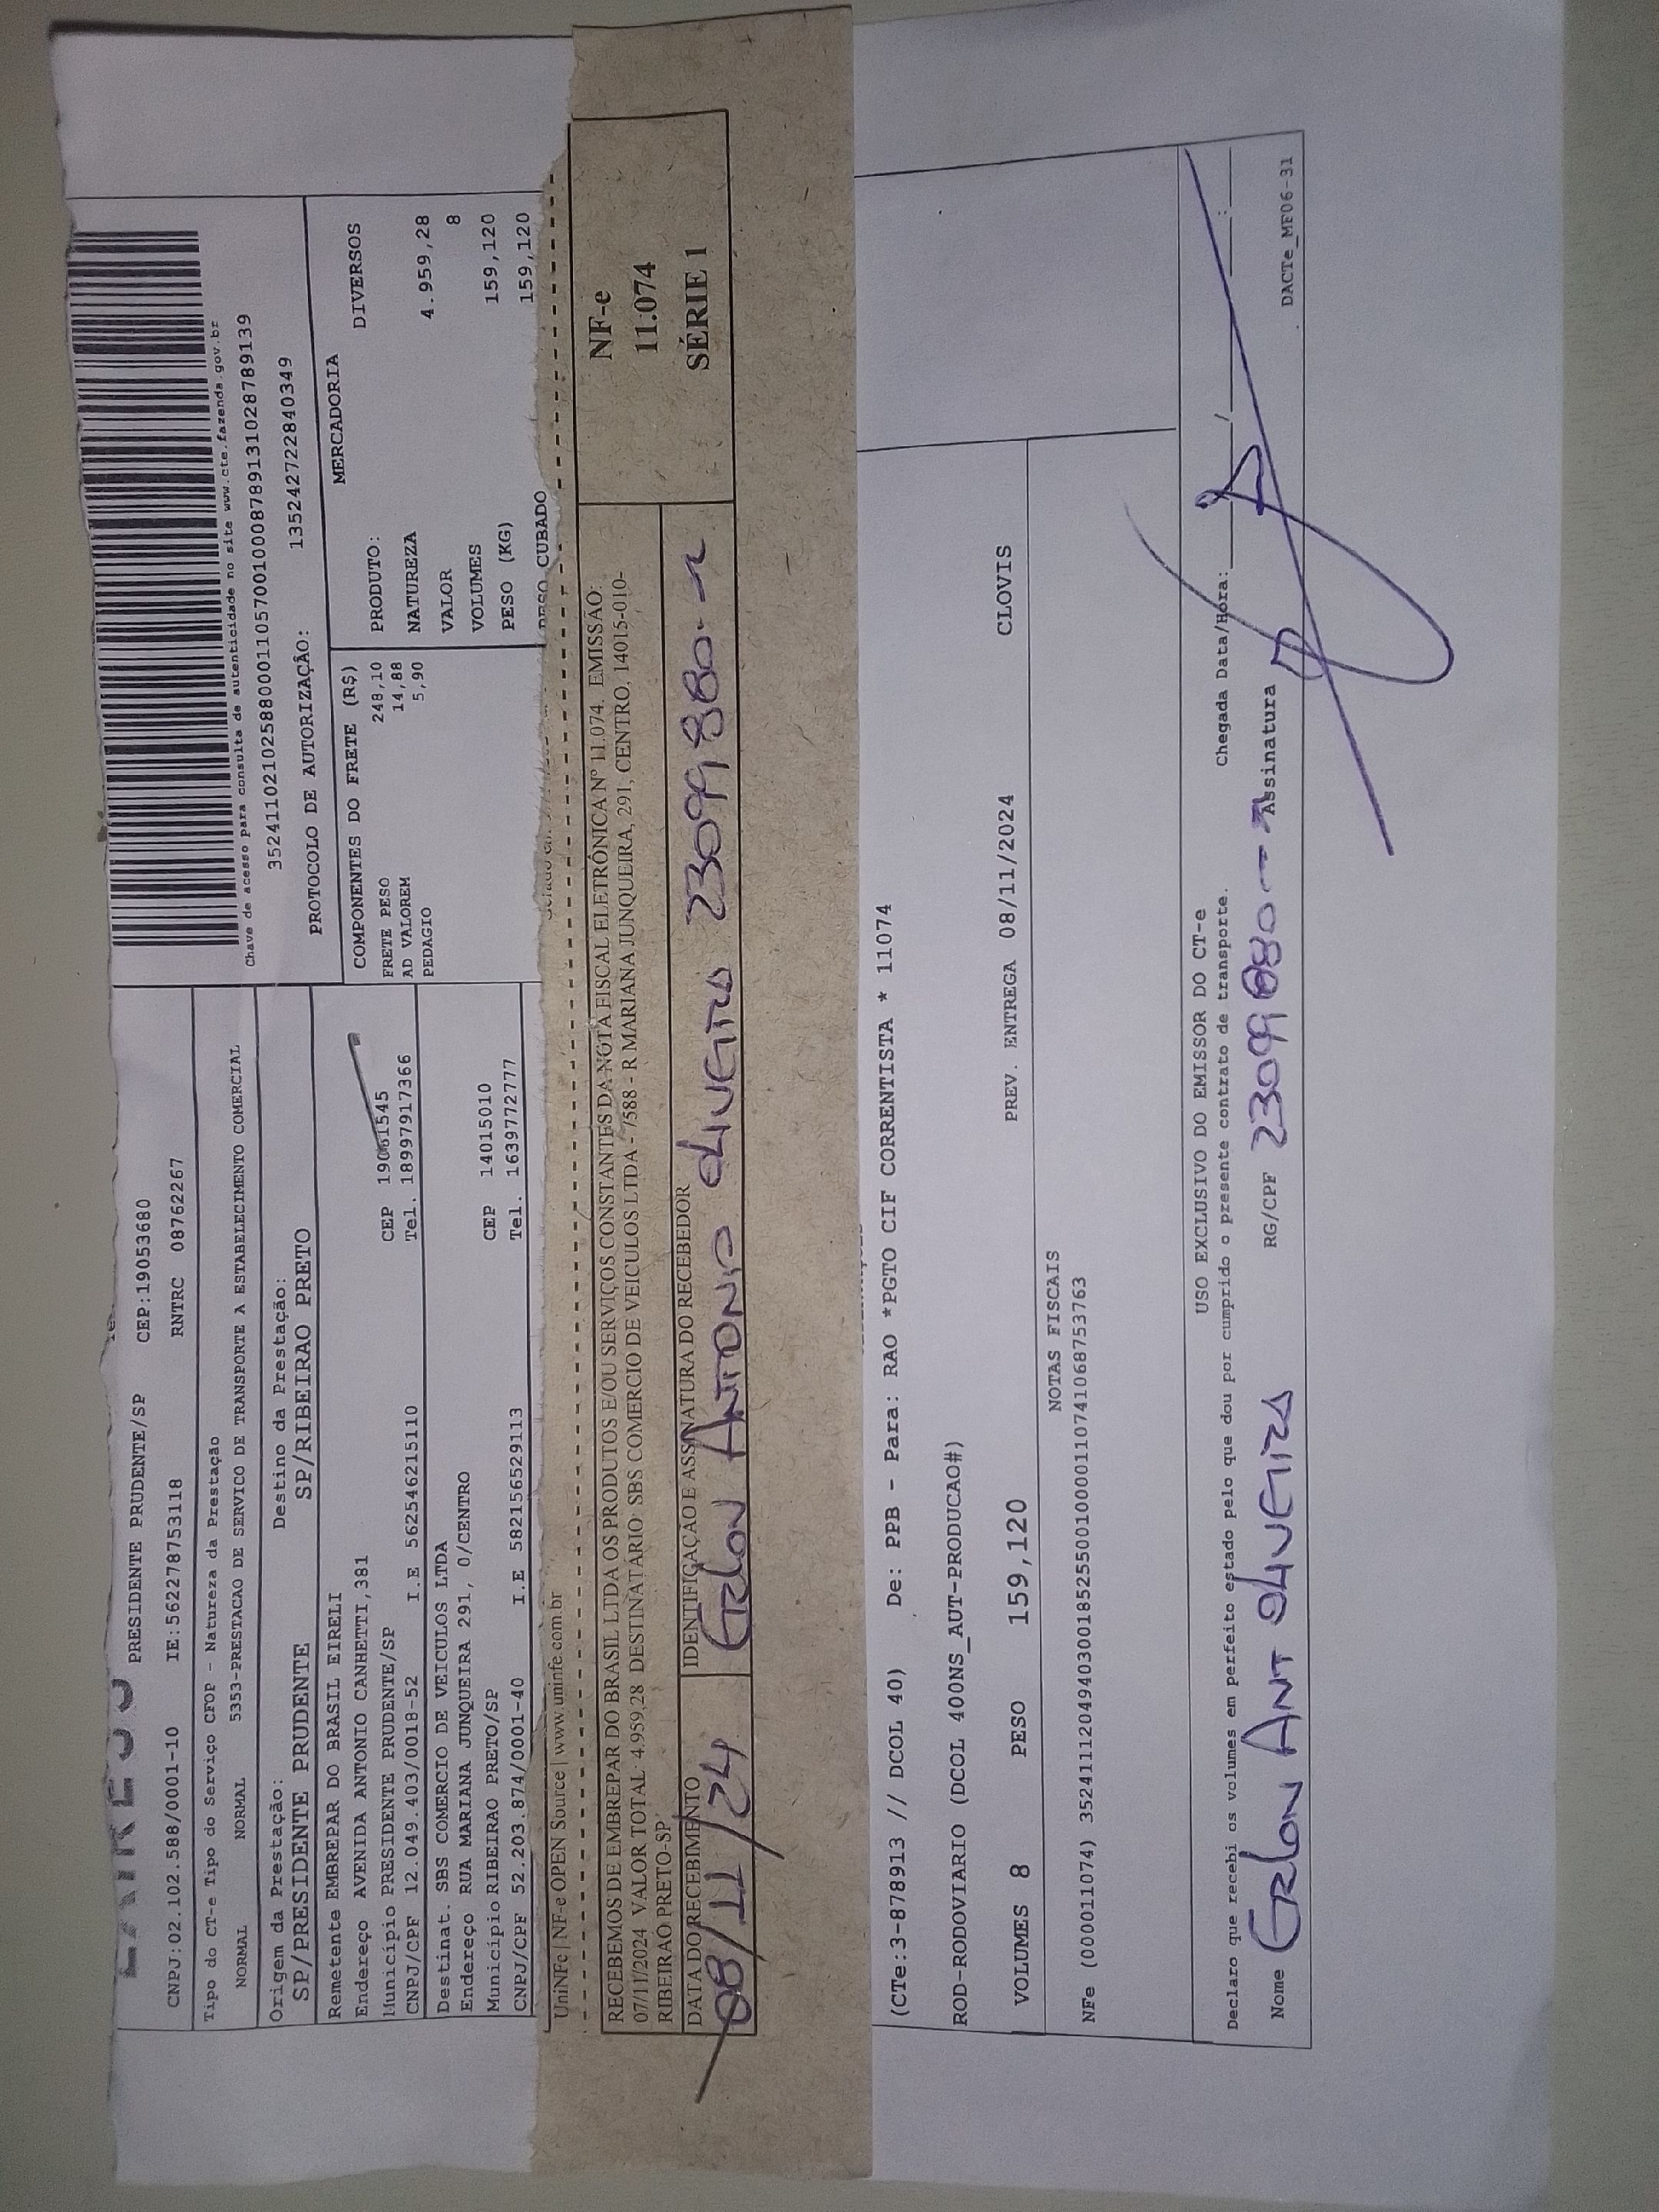 PRESIDENTE PRUDENTE/SP CEP:19053680
CNPJ:02.102.588/0001-10 IE:562278753118 RNTRC 08762267
Tipo do CT-e Tipo do Serviço CFOP - Natureza da Prestação
NORMAL NORMAL 5353-PRESTACAO DE SERVICO DE TRANSPORTE A ESTABELECIMENTO COMERCIAL
Origem da Prestação: Destino da Prestação:
SP/PRESIDENTE PRUDENTE SP/RIBEIRAO PRETO
Remetente EMBREPAR DO BRASIL EIRELI
Endereço AVENIDA ANTONIO CANHETTI,381 CEP 19061545
Município PRESIDENTE PRUDENTE/SP Tel. 18997917366
CNPJ/CPF 12.049.403/0018-52 I.E 562546215110
Destinat. SBS COMERCIO DE VEICULOS LTDA
Endereço RUA MARIANA JUNQUEIRA 291, 0/CENTRO CEP 14015010
Município RIBEIRAO PRETO/SP Tel. 1639772777
CNPJ/CPF 52.203.874/0001-40 I.E 582156529113
Chave de acesso para consulta de autenticidade no site www.cte.fazenda.gov.br
35241102102588000110570010008789131028789139
PROTOCOLO DE AUTORIZAÇÃO: 135242722840349
COMPONENTES DO FRETE (R$)
FRETE PESO 248,10
AD VALOREM 14,88
PEDAGIO 5,90
MERCADORIA
PRODUTO: DIVERSOS
NATUREZA
VALOR 4.959,28
VOLUMES 8
PESO (KG) 159,120
PESO CUBADO 159,120
UniNFe | NF-e OPEN Source | www.uninfe.com.br
RECEBEMOS DE EMBREPAR DO BRASIL LTDA OS PRODUTOS E/OU SERVIÇOS CONSTANTES DA NOTA FISCAL ELETRÔNICA Nº 11.074. EMISSÃO:
07/11/2024 VALOR TOTAL: 4.959,28 DESTINATÁRIO: SBS COMERCIO DE VEICULOS LTDA - 7588 - R MARIANA JUNQUEIRA, 291, CENTRO, 14015-010-
RIBEIRAO PRETO-SP
DATA DO RECEBIMENTO IDENTIFICAÇÃO E ASSINATURA DO RECEBEDOR
08/11/24 Erlon Antonio oliveira 23099880-
NF-e
11.074
SÉRIE 1
(CTe:3-878913 // DCOL 40) De: PPB - Para: RAO *PGTO CIF CORRENTISTA * 11074
ROD-RODOVIARIO (DCOL 400NS_AUT-PRODUCAO#)
VOLUMES 8 PESO 159,120 PREV. ENTREGA 08/11/2024 CLOVIS
NOTAS FISCAIS
NFe (000011074) 35241112049403001852550010000110741068753763
USO EXCLUSIVO DO EMISSOR DO CT-e
Declaro que recebi os volumes em perfeito estado pelo que dou por cumprido o presente contrato de transporte. Chegada Data/Hora: ____/____:____
Nome Erlon Ant oliveira RG/CPF 23099880- Assinatura
DACTe_MF06-31